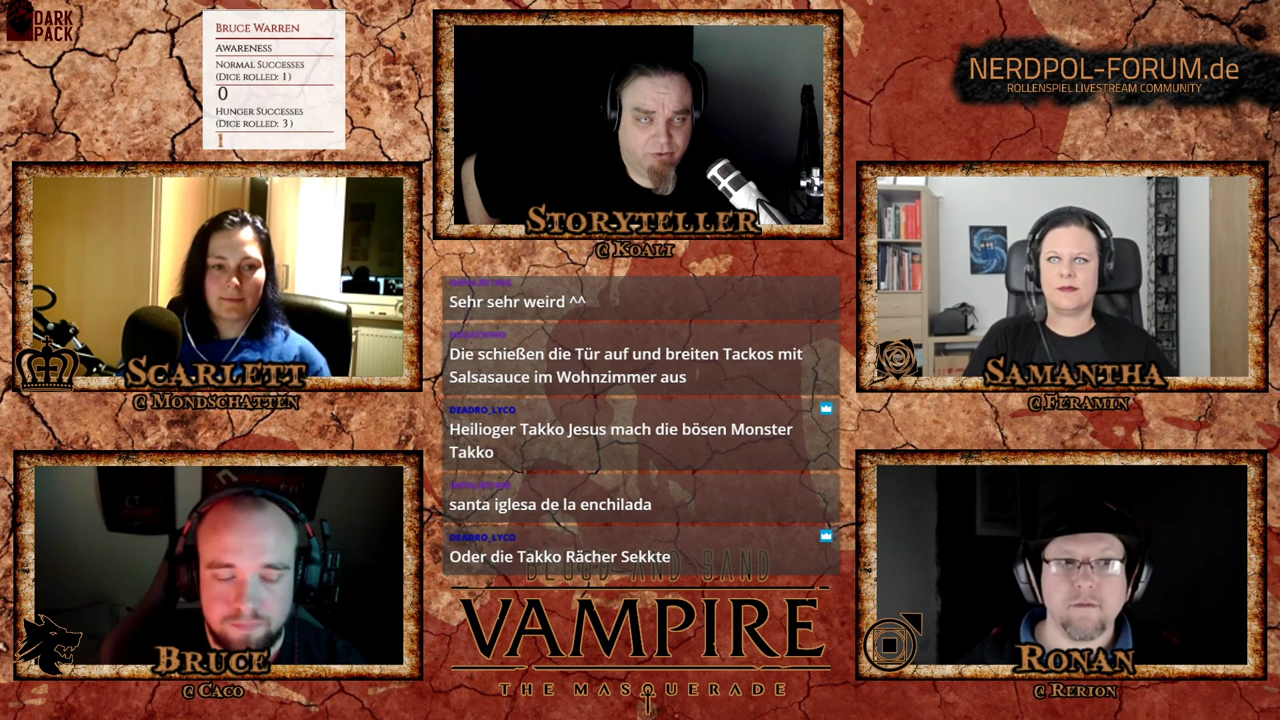 DARK
PACK
Bruce Warren
Awareness
Normal Successes
(Dice rolled: 1)
0
Hunger Successes
(Dice rolled: 3)
1
NERDPOL-FORUM.de
ROLLENSPIEL LIVESTREAM COMMUNITY
Storyteller
@ KoAli
Scarlett
@ Mondschatten
Samantha
@ Feramin
Sehr sehr weird ^^
Die schießen die Tür auf und breiten Tackos mit
Salsasauce im Wohnzimmer aus
DEADRO_LYCO
Heilioger Takko Jesus mach die bösen Monster
Takko
santa iglesa de la enchilada
DEADRO_LYCO
Oder die Takko Rächer Sekkte
BLOOD AND SAND
VAMPIRE
THE MASQUERADE
Bruce
@ Caco
Ronan
@ Rerion